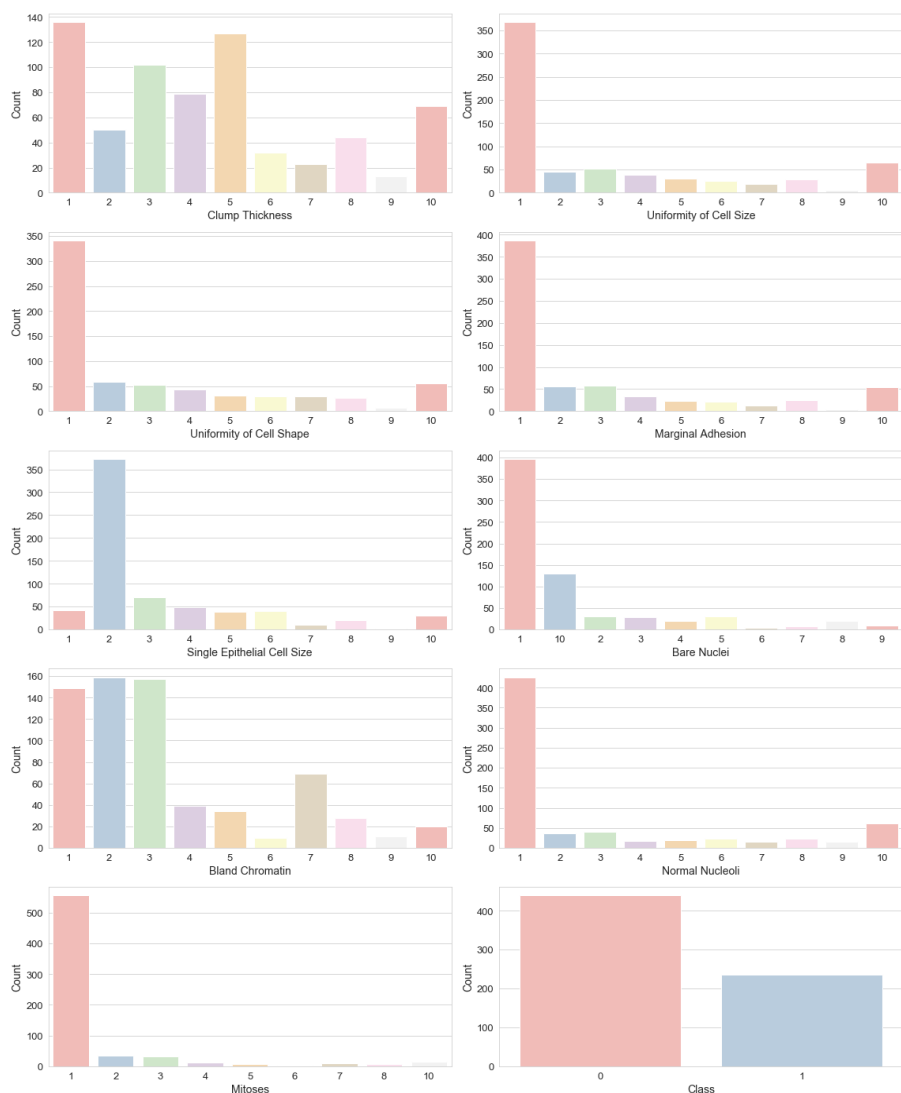 140
120
100
80
60
40
20
0
Count
1 2 3 4 5 6 7 8 9 10
Clump Thickness
350
300
250
200
150
100
50
0
Count
1 2 3 4 5 6 7 8 9 10
Uniformity of Cell Size
350
300
250
200
150
100
50
0
Count
1 2 3 4 5 6 7 8 9 10
Uniformity of Cell Shape
400
350
300
250
200
150
100
50
0
Count
1 2 3 4 5 6 7 8 9 10
Marginal Adhesion
350
300
250
200
150
100
50
0
Count
1 2 3 4 5 6 7 8 9 10
Single Epithelial Cell Size
400
350
300
250
200
150
100
50
0
Count
1 10 2 3 4 5 6 7 8 9
Bare Nuclei
160
140
120
100
80
60
40
20
0
Count
1 2 3 4 5 6 7 8 9 10
Bland Chromatin
400
350
300
250
200
150
100
50
0
Count
1 2 3 4 5 6 7 8 9 10
Normal Nucleoli
500
400
300
200
100
0
Count
1 2 3 4 5 6 7 8 10
Mitoses
400
300
200
100
0
Count
0 1
Class